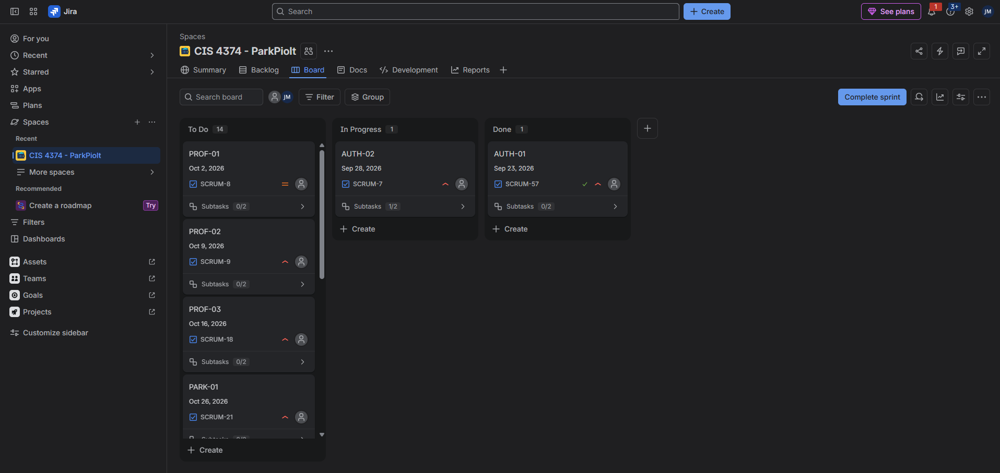 Jira
Search
Create
See plans
1
3+
JM
For you
Recent
Starred
Apps
Plans
Spaces
Recent
CIS 4374 - ParkPiolt
More spaces
Recommended
Create a roadmap
Try
Filters
Dashboards
Assets
Teams
Goals
Projects
Customize sidebar
Spaces
CIS 4374 - ParkPiolt
Summary
Backlog
Board
Docs
Development
Reports
Search board
JM
Filter
Group
Complete sprint
To Do 14
PROF-01
Oct 2, 2026
SCRUM-8
Subtasks 0/2
PROF-02
Oct 9, 2026
SCRUM-9
Subtasks 0/2
PROF-03
Oct 16, 2026
SCRUM-18
Subtasks 0/2
PARK-01
Oct 26, 2026
SCRUM-21
Create
In Progress 1
AUTH-02
Sep 28, 2026
SCRUM-7
Subtasks 1/2
Create
Done 1
AUTH-01
Sep 23, 2026
SCRUM-57
Subtasks 0/2
Create